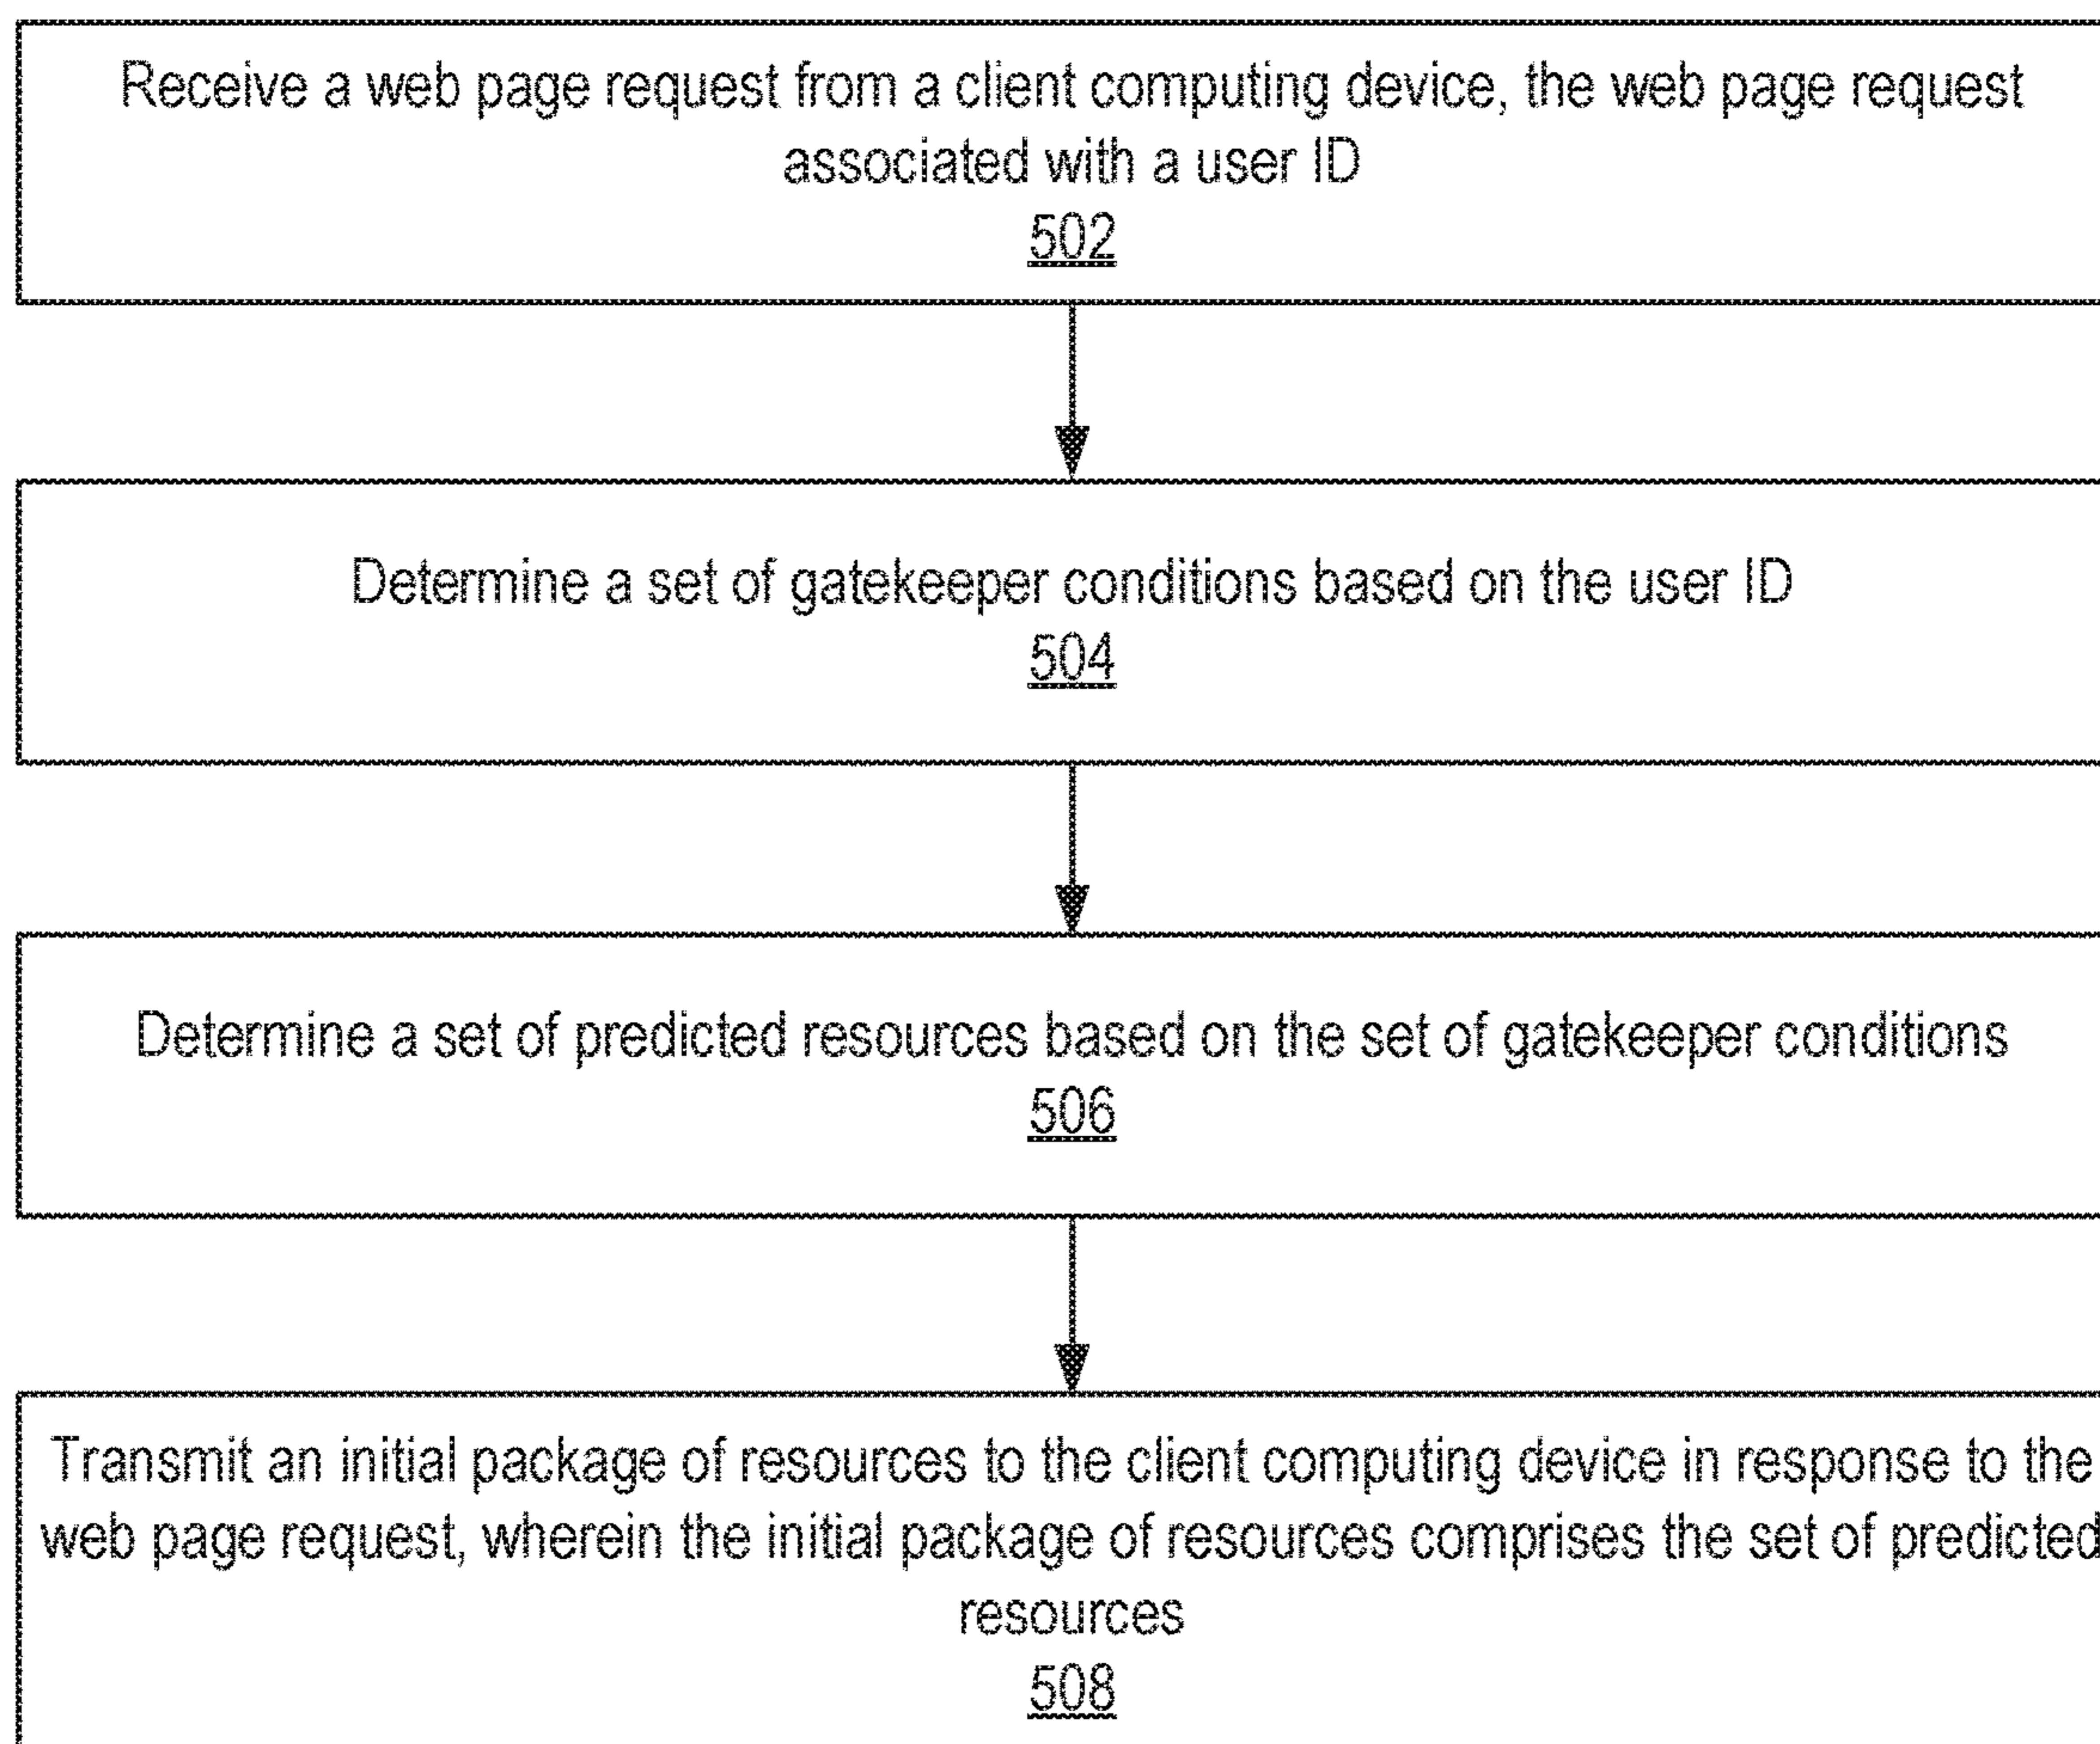 Receive a web page request from a client computing device, the web page request
associated with a user ID
502
Determine a set of gatekeeper conditions based on the user ID
504
Determine a set of predicted resources based on the set of gatekeeper conditions
506
Transmit an initial package of resources to the client computing device in response to the
web page request, wherein the initial package of resources comprises the set of predicted
resources
508